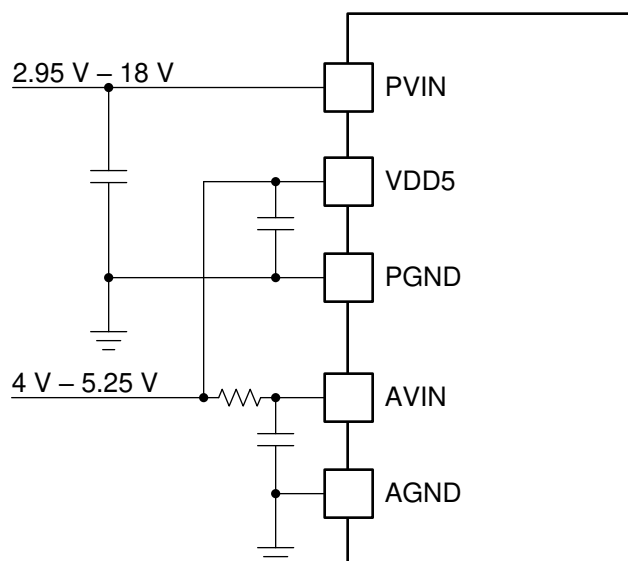 2.95 V – 18 V
PVIN
VDD5
PGND
4 V – 5.25 V
AVIN
AGND